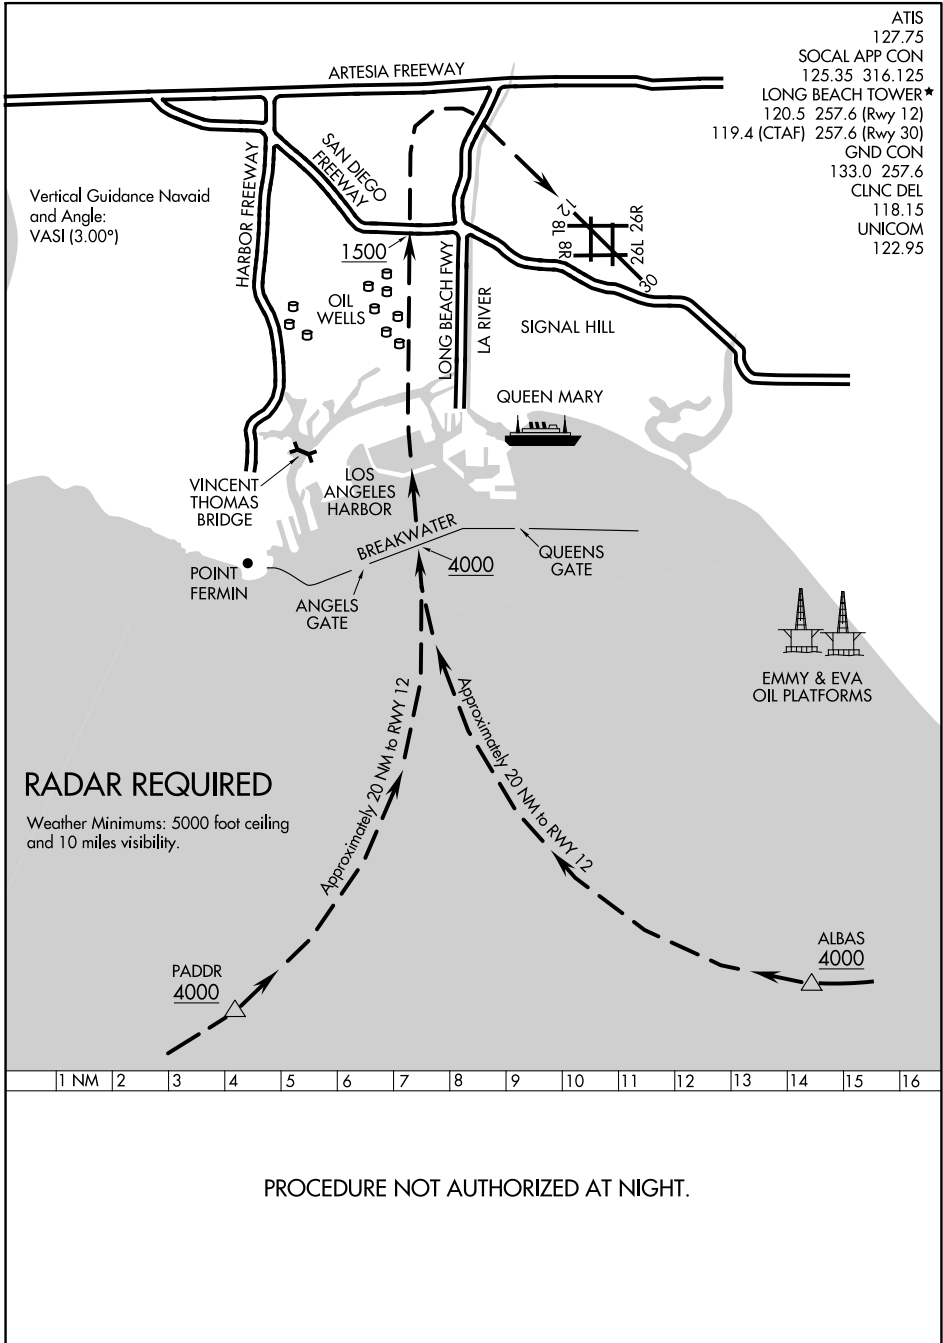 ATIS
127.75
SOCAL APP CON
125.35 316.125
LONG BEACH TOWER★
120.5 257.6 (Rwy 12)
119.4 (CTAF) 257.6 (Rwy 30)
GND CON
133.0 257.6
CLNC DEL
118.15
UNICOM
122.95
ARTESIA FREEWAY
SAN DIEGO
FREEWAY
HARBOR FREEWAY
Vertical Guidance Navaid
and Angle:
VASI (3.00°)
12
8L
26R
8R
26L
30
1500
OIL
WELLS
LONG BEACH FWY
LA RIVER
SIGNAL HILL
QUEEN MARY
VINCENT
THOMAS
BRIDGE
LOS
ANGELES
HARBOR
BREAKWATER
4000
QUEENS
GATE
POINT
FERMIN
ANGELS
GATE
EMMY & EVA
OIL PLATFORMS
Approximately 20 NM to RWY 12
Approximately 20 NM to RWY 12
RADAR REQUIRED
Weather Minimums: 5000 foot ceiling
and 10 miles visibility.
ALBAS
4000
PADDR
4000
1 NM 2 3 4 5 6 7 8 9 10 11 12 13 14 15 16
PROCEDURE NOT AUTHORIZED AT NIGHT.